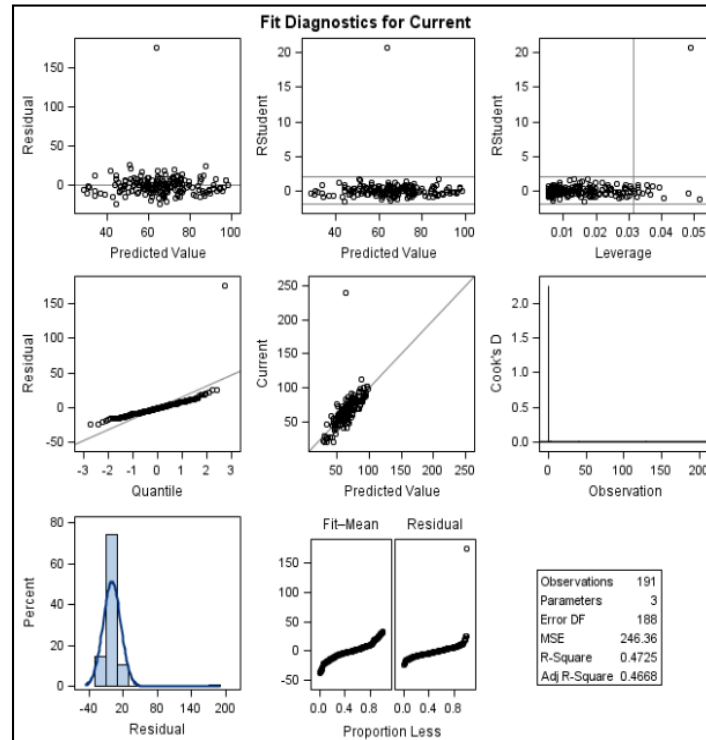 Fit Diagnostics for Current
Residual
150
100
50
0
40 60 80 100
Predicted Value
RStudent
20
15
10
5
0
40 60 80 100
Predicted Value
RStudent
20
15
10
5
0
0.01 0.02 0.03 0.04 0.05
Leverage
Residual
150
100
50
0
-50
-3 -2 -1 0 1 2 3
Quantile
Current
250
200
150
100
50
50 100 150 200 250
Predicted Value
Cook's D
2.0
1.5
1.0
0.5
0.0
0 50 100 150 200
Observation
Percent
80
60
40
20
0
-40 20 80 140 200
Residual
Fit–Mean Residual
150
100
50
0
-50
0.0 0.4 0.8 0.0 0.4 0.8
Proportion Less
Observations 191
Parameters 3
Error DF 188
MSE 246.36
R-Square 0.4725
Adj R-Square 0.4668